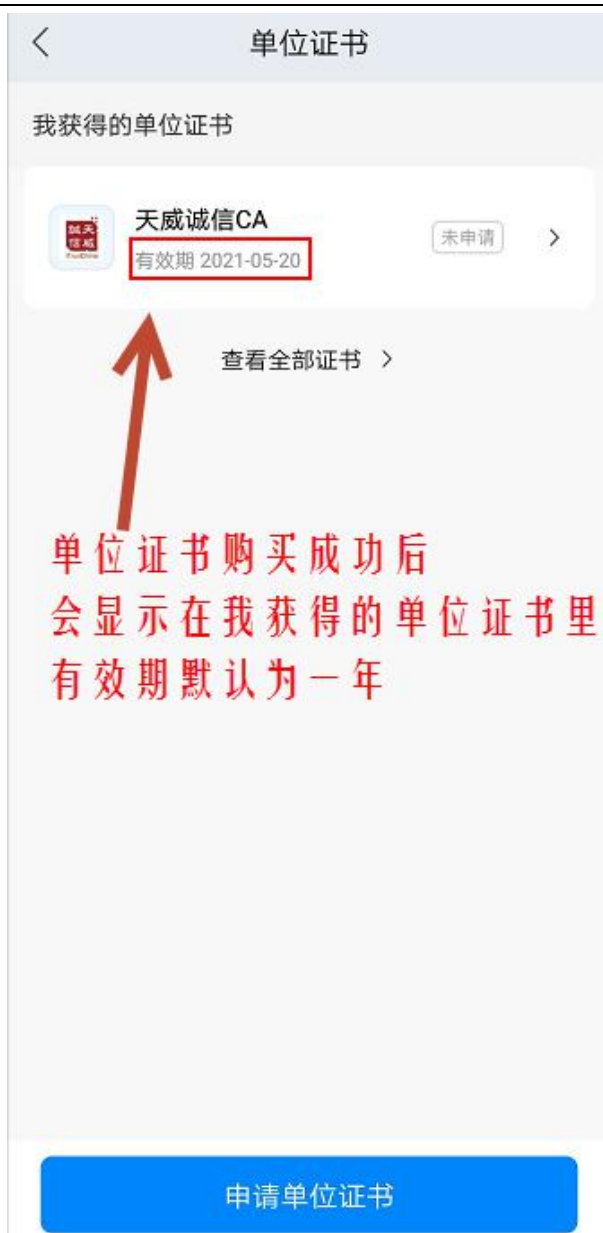 单位证书
我获得的单位证书
天威诚信CA
有效期 2021-05-20
未申请
查看全部证书
单位证书购买成功后
会显示在我获得的单位证书里
有效期默认为一年
申请单位证书